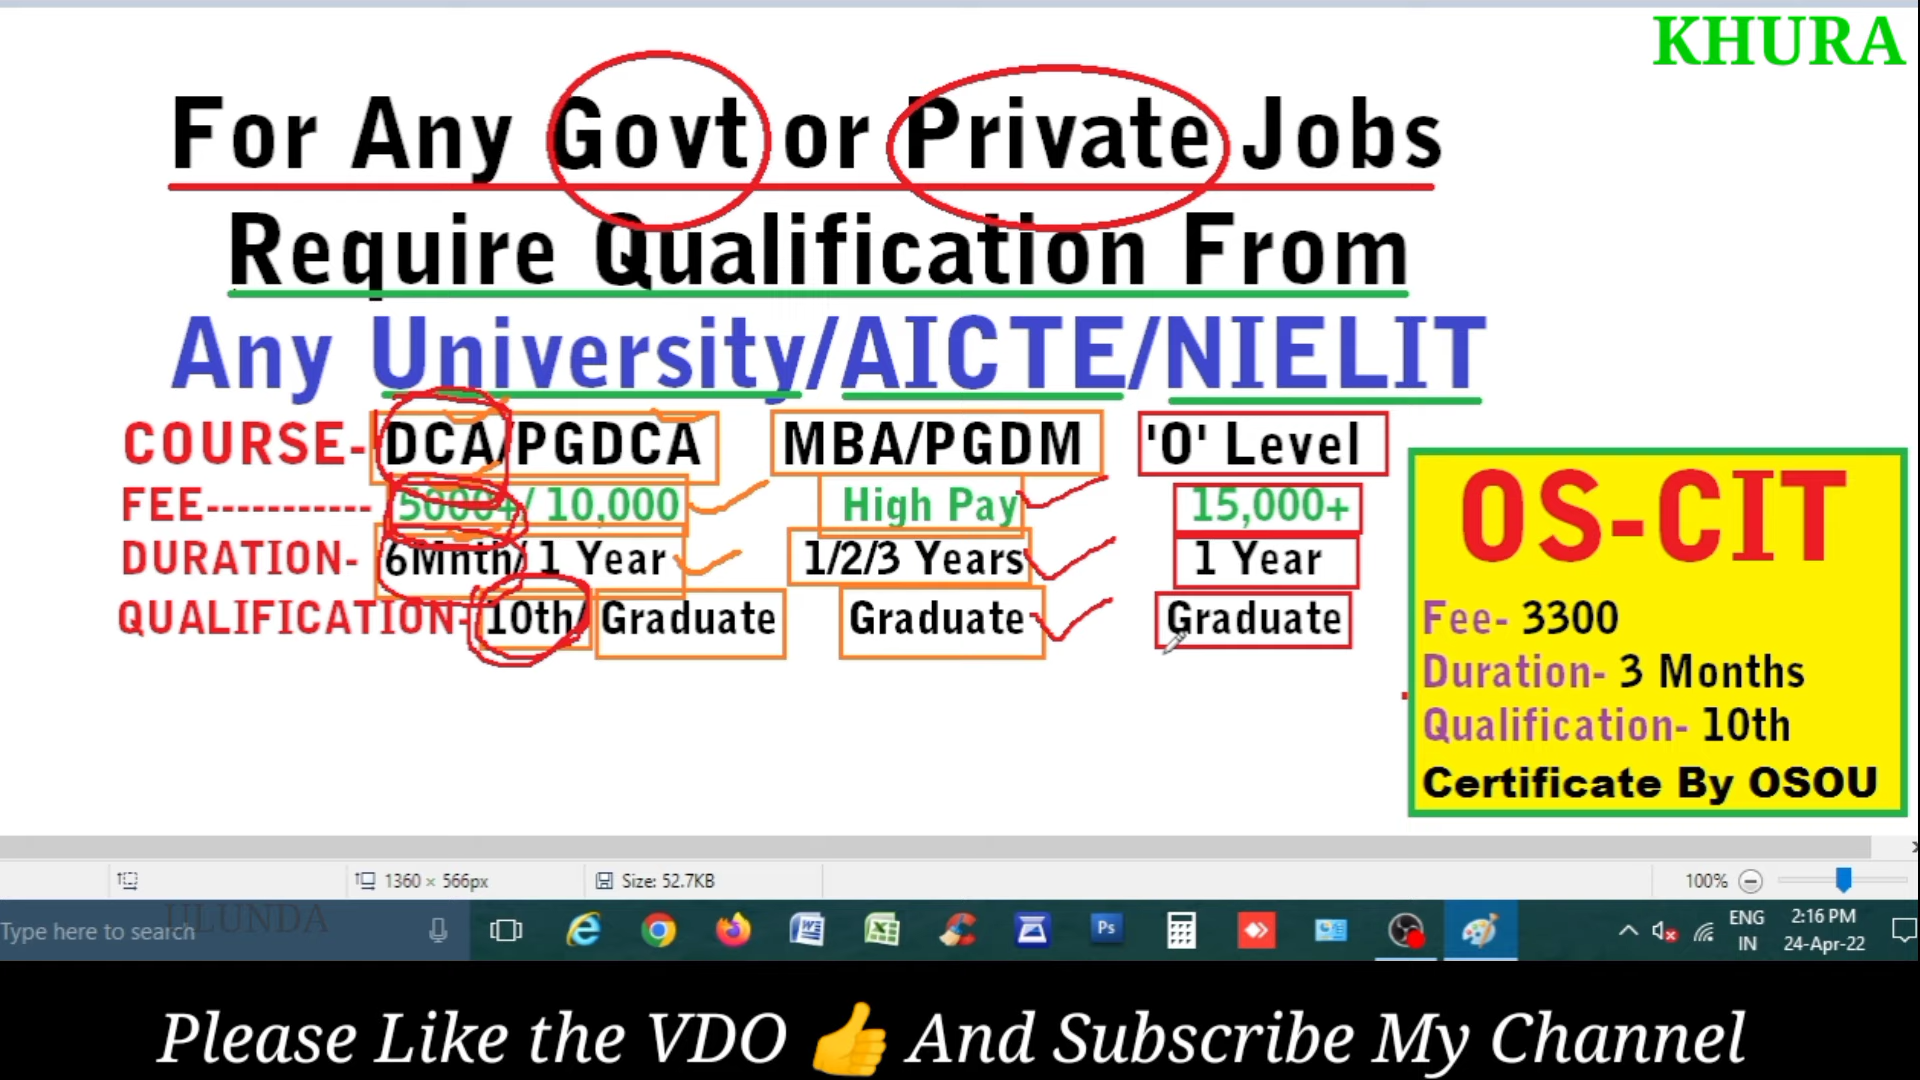 KHURA
For Any Govt or Private Jobs
Require Qualification From
Any University/AICTE/NIELIT
COURSE- DCA/PGDCA MBA/PGDM 'O' Level
FEE----------- 5000+/ 10,000 High Pay 15,000+
DURATION- 6Mnth/ 1 Year 1/2/3 Years 1 Year
QUALIFICATION- 10th/ Graduate Graduate Graduate
OS-CIT
Fee- 3300
Duration- 3 Months
Qualification- 10th
Certificate By OSOU
1360 × 566px Size: 52.7KB 100%
ULUNDA
Type here to search
Ps
ENG
IN
2:16 PM
24-Apr-22
Please Like the VDO 👍 And Subscribe My Channel